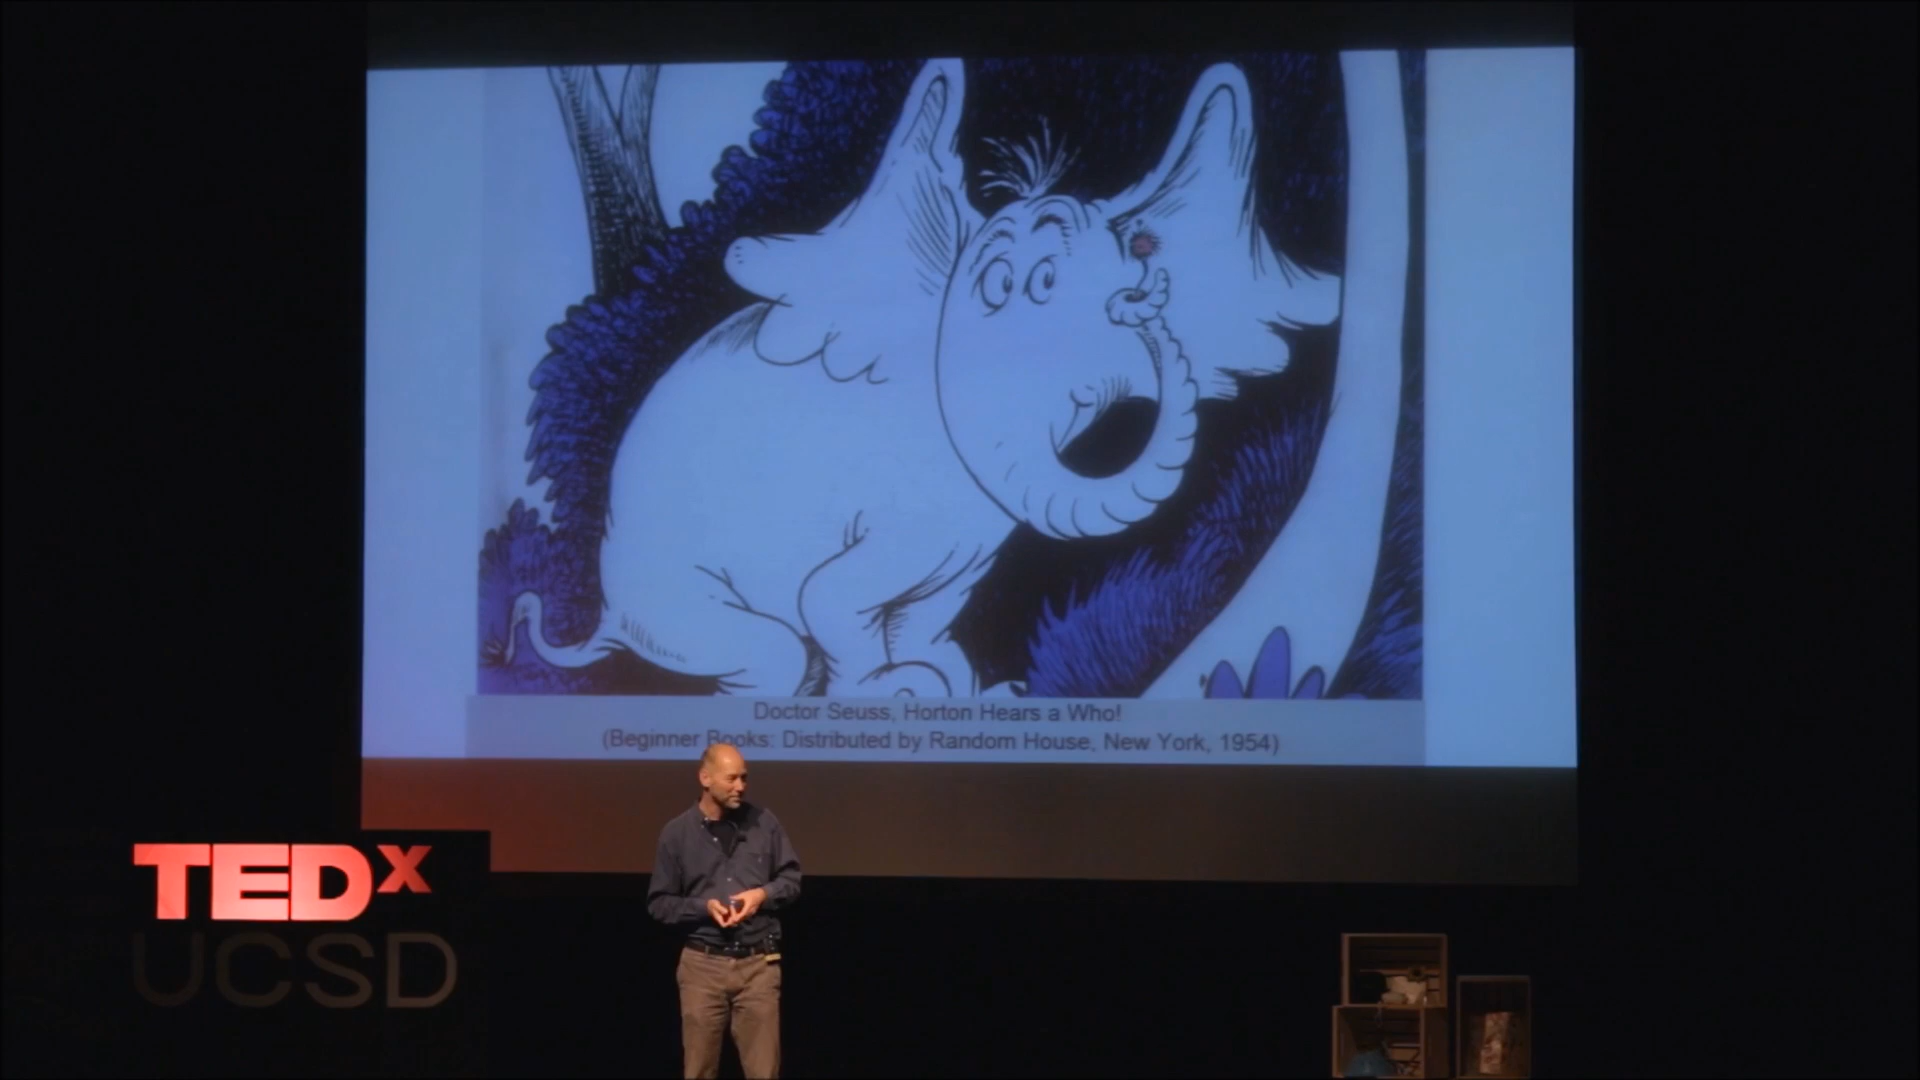 Doctor Seuss, Horton Hears a Who!
(Beginner Books: Distributed by Random House, New York, 1954)
TEDx
UCSD